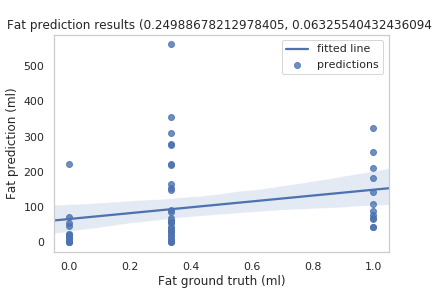 Fat prediction results (0.24988678212978405, 0.06325540432436094
fitted line
predictions
Fat prediction (ml)
500
400
300
200
100
0
0.0 0.2 0.4 0.6 0.8 1.0
Fat ground truth (ml)